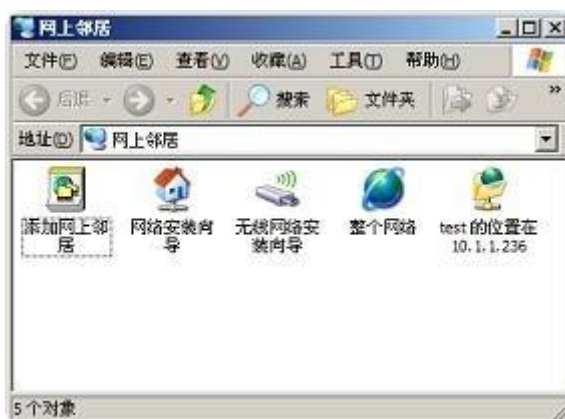 网上邻居
文件(F) 编辑(E) 查看(V) 收藏(A) 工具(T) 帮助(H)
后退 搜索 文件夹 »
地址(D) 网上邻居
添加网上邻
居
网络安装向
导
无线网络安
装向导
整个网络
test 的位置在
10.1.1.236
5 个对象